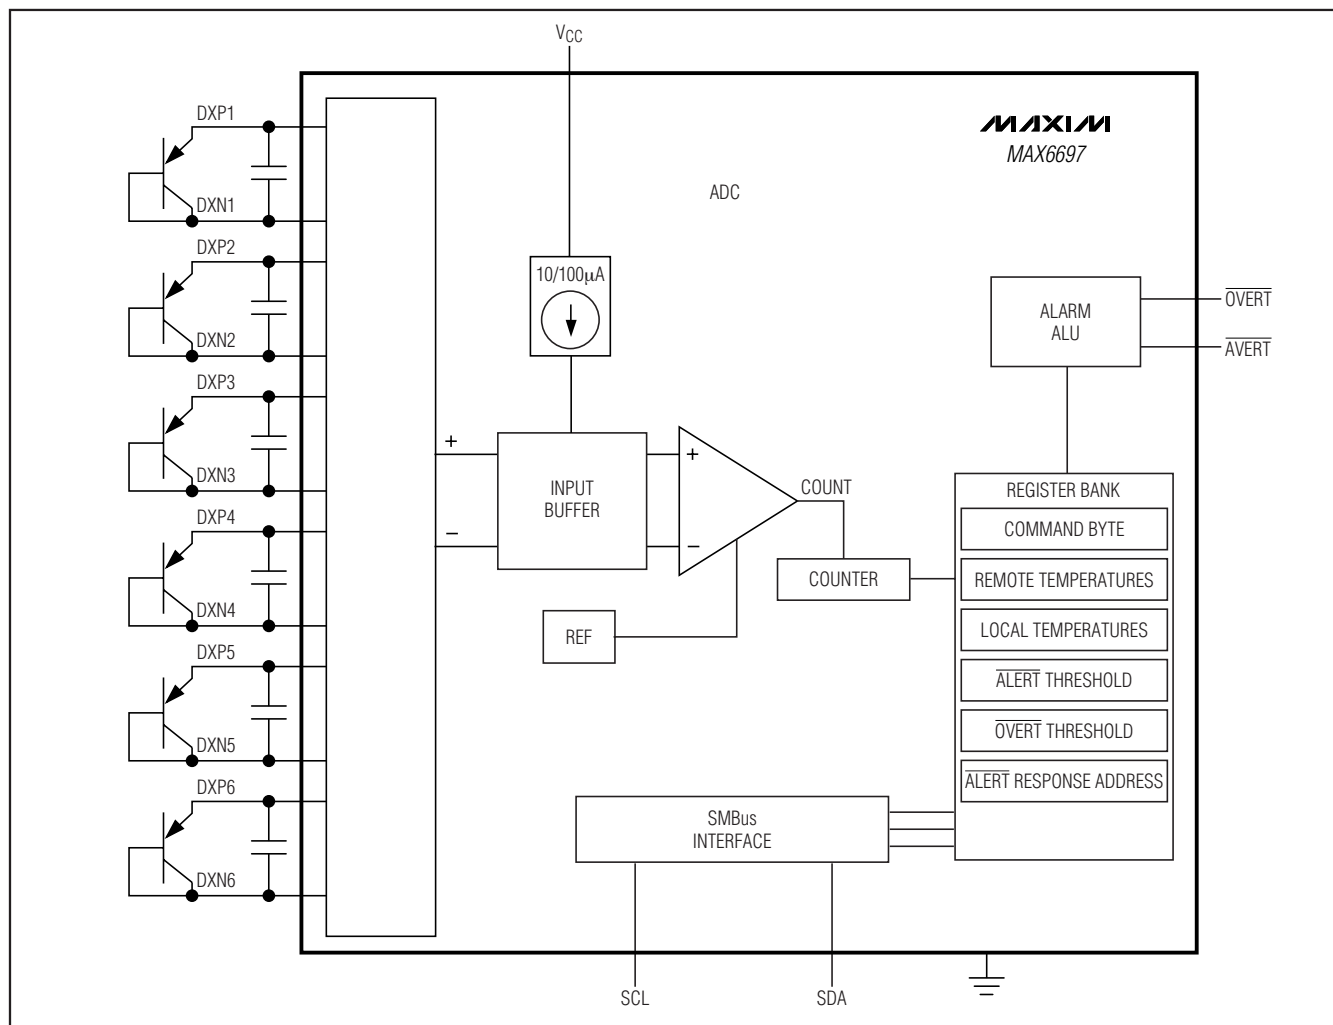 VCC
MAXIM
MAX6697
ADC
DXP1
DXN1
DXP2
DXN2
DXP3
DXN3
DXP4
DXN4
DXP5
DXN5
DXP6
DXN6
10/100µA
+
−
INPUT
BUFFER
+
−
COUNT
COUNTER
REF
ALARM
ALU
OVERT
AVERT
REGISTER BANK
COMMAND BYTE
REMOTE TEMPERATURES
LOCAL TEMPERATURES
ALERT THRESHOLD
OVERT THRESHOLD
ALERT RESPONSE ADDRESS
SMBus
INTERFACE
SCL
SDA